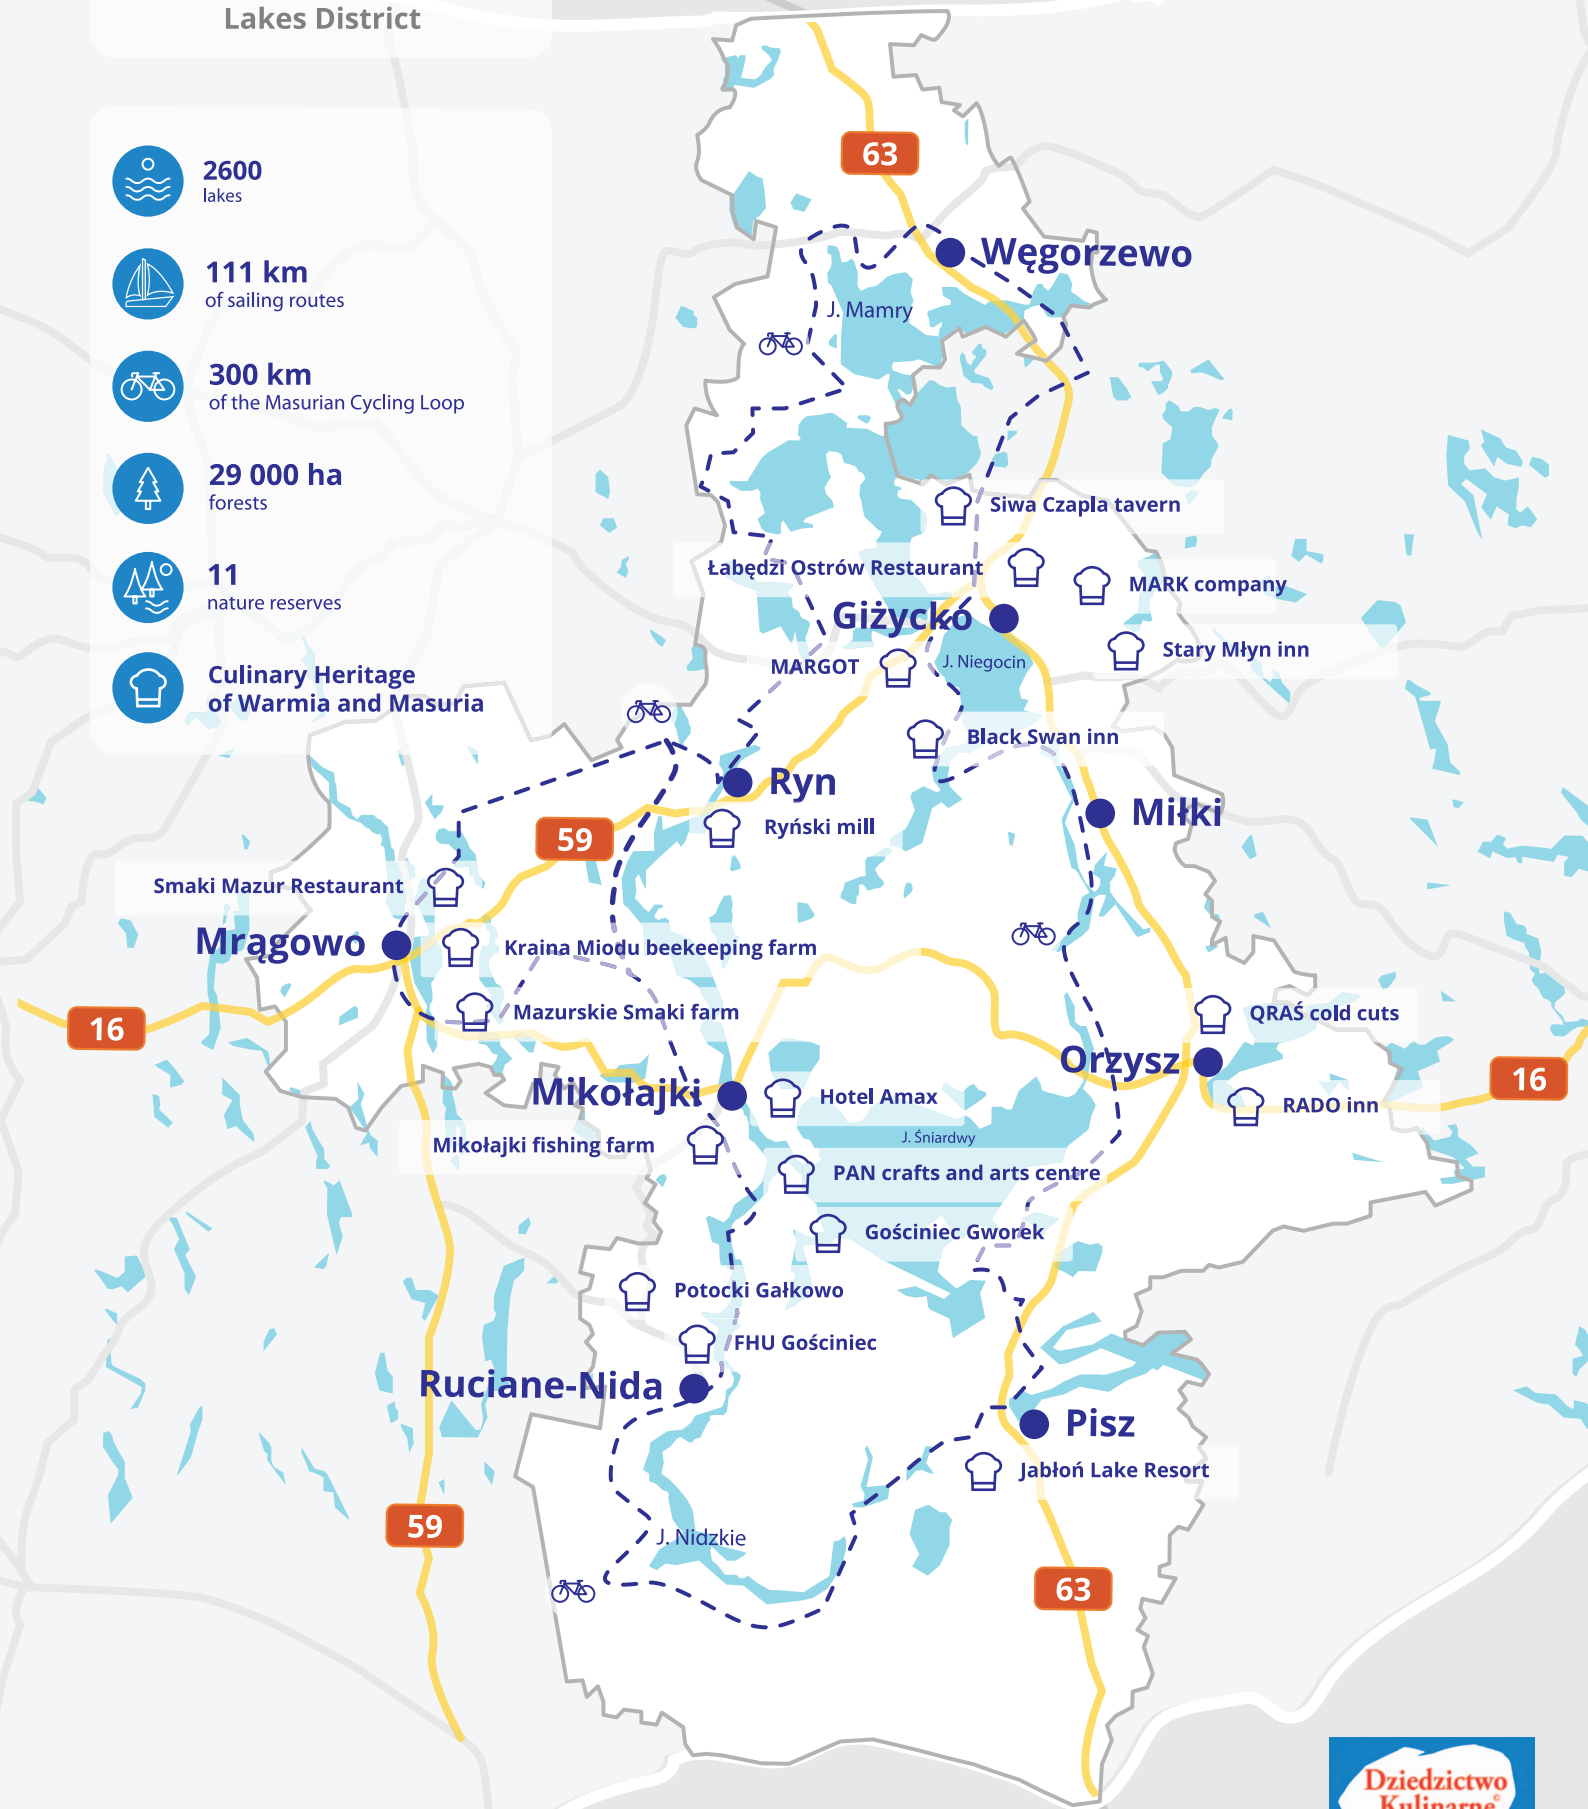 Lakes District
2600
lakes
111 km
of sailing routes
300 km
of the Masurian Cycling Loop
29 000 ha
forests
11
nature reserves
Culinary Heritage
of Warmia and Masuria
63
Węgorzewo
J. Mamry
Siwa Czapla tavern
Łabędzi Ostrów Restaurant
MARK company
Giżycko
Stary Młyn inn
MARGOT
J. Niegocin
Black Swan inn
Ryn
Miłki
Ryński mill
59
Smaki Mazur Restaurant
Mrągowo
Kraina Miodu beekeeping farm
Mazurskie Smaki farm
QRAŚ cold cuts
16
Orzysz
16
Mikołajki
Hotel Amax
RADO inn
J. Śniardwy
Mikołajki fishing farm
PAN crafts and arts centre
Gościniec Gworek
Potocki Gałkowo
FHU Gościniec
Ruciane-Nida
Pisz
Jabłoń Lake Resort
59
J. Nidzkie
63
Dziedzictwo
Kulinarne©